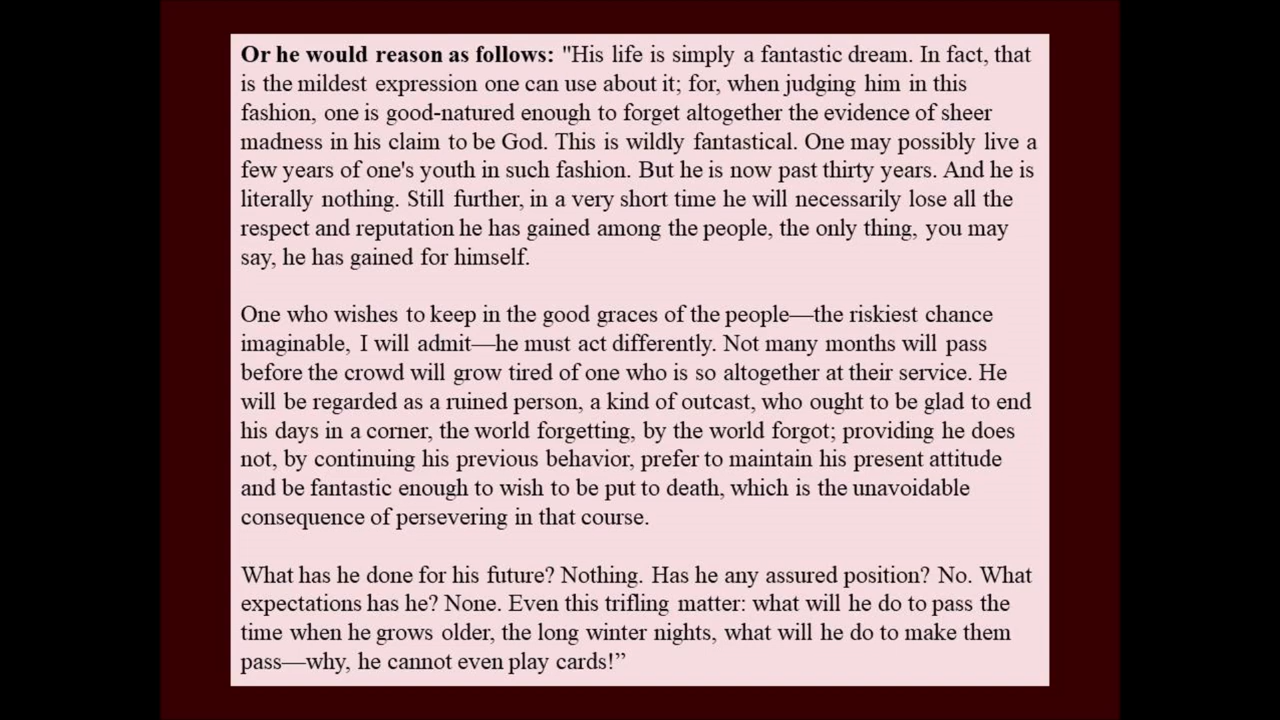 Or he would reason as follows: "His life is simply a fantastic dream. In fact, that
is the mildest expression one can use about it; for, when judging him in this
fashion, one is good-natured enough to forget altogether the evidence of sheer
madness in his claim to be God. This is wildly fantastical. One may possibly live a
few years of one's youth in such fashion. But he is now past thirty years. And he is
literally nothing. Still further, in a very short time he will necessarily lose all the
respect and reputation he has gained among the people, the only thing, you may
say, he has gained for himself.
One who wishes to keep in the good graces of the people—the riskiest chance
imaginable, I will admit—he must act differently. Not many months will pass
before the crowd will grow tired of one who is so altogether at their service. He
will be regarded as a ruined person, a kind of outcast, who ought to be glad to end
his days in a corner, the world forgetting, by the world forgot; providing he does
not, by continuing his previous behavior, prefer to maintain his present attitude
and be fantastic enough to wish to be put to death, which is the unavoidable
consequence of persevering in that course.
What has he done for his future? Nothing. Has he any assured position? No. What
expectations has he? None. Even this trifling matter: what will he do to pass the
time when he grows older, the long winter nights, what will he do to make them
pass—why, he cannot even play cards!”